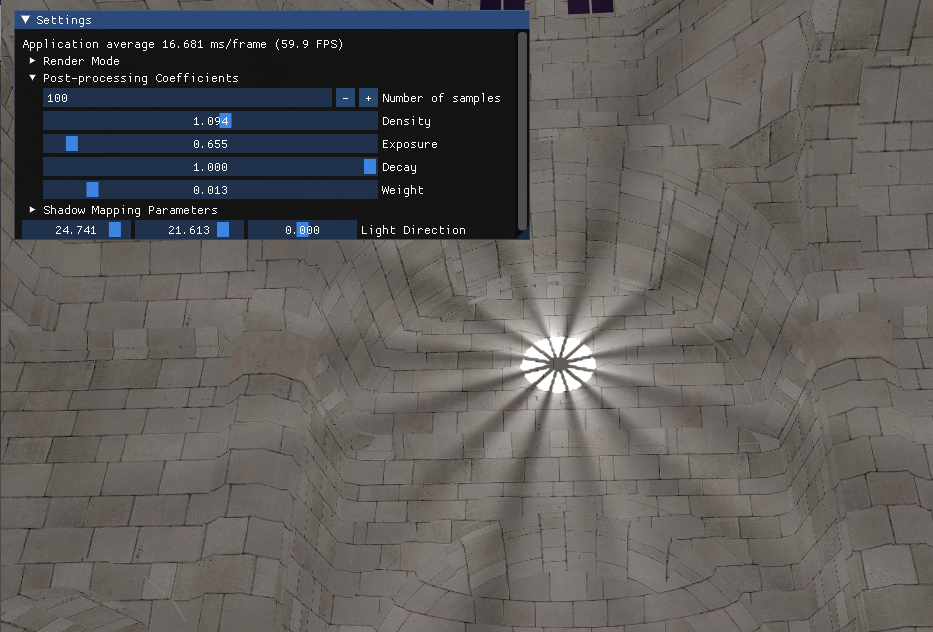 Settings
Application average 16.681 ms/frame (59.9 FPS)
Render Mode
Post-processing Coefficients
100 - + Number of samples
1.094 Density
0.655 Exposure
1.000 Decay
0.013 Weight
Shadow Mapping Parameters
24.741 21.613 0.000 Light Direction